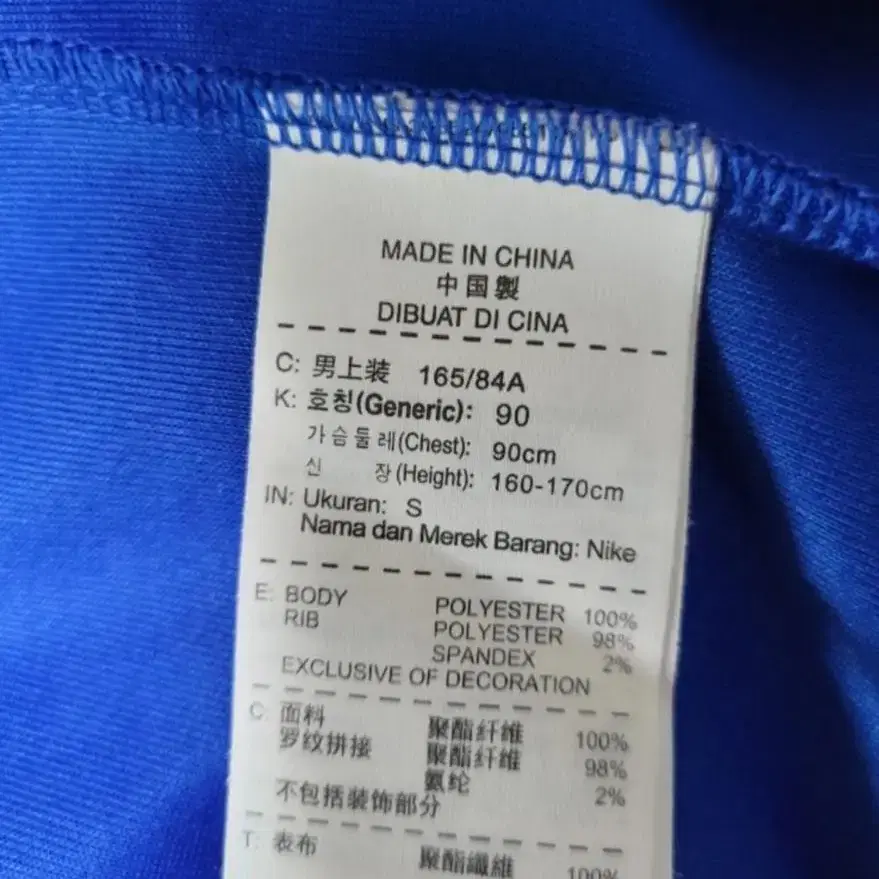 MADE IN CHINA
中国製
DIBUAT DI CINA
C: 男上装 165/84A
K: 호칭(Generic): 90
가슴둘레(Chest): 90cm
신 장(Height): 160-170cm
IN: Ukuran: S
Nama dan Merek Barang: Nike
E: BODY POLYESTER 100%
RIB POLYESTER 98%
SPANDEX 2%
EXCLUSIVE OF DECORATION
C: 面料 聚酯纤维 100%
罗纹拼接 聚酯纤维 98%
氨纶 2%
不包括装饰部分
T: 表布 聚酯纖維 100%